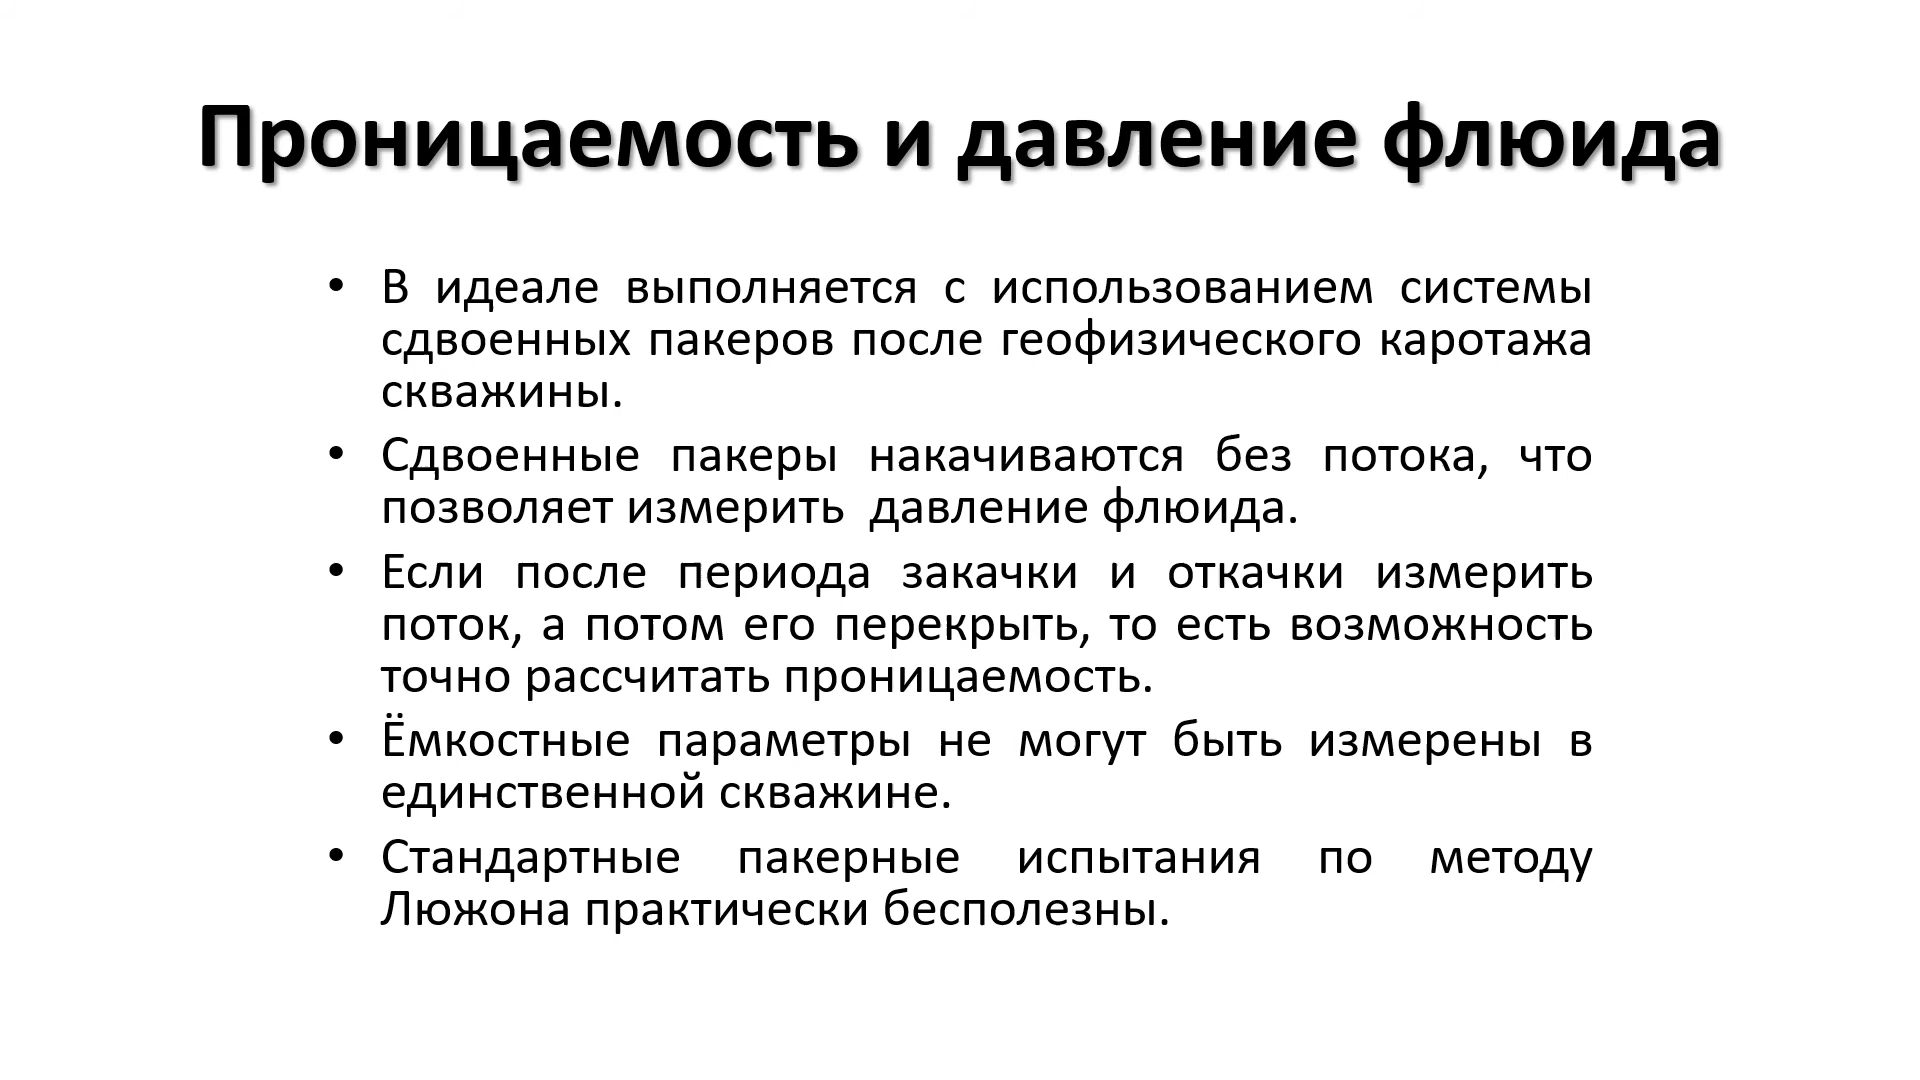 Проницаемость и давление флюида
• В идеале выполняется с использованием системы
сдвоенных пакеров после геофизического каротажа
скважины.
• Сдвоенные пакеры накачиваются без потока, что
позволяет измерить  давление флюида.
• Если после периода закачки и откачки измерить
поток, а потом его перекрыть, то есть возможность
точно рассчитать проницаемость.
• Ёмкостные параметры не могут быть измерены в
единственной скважине.
• Стандартные пакерные испытания по методу
Люжона практически бесполезны.